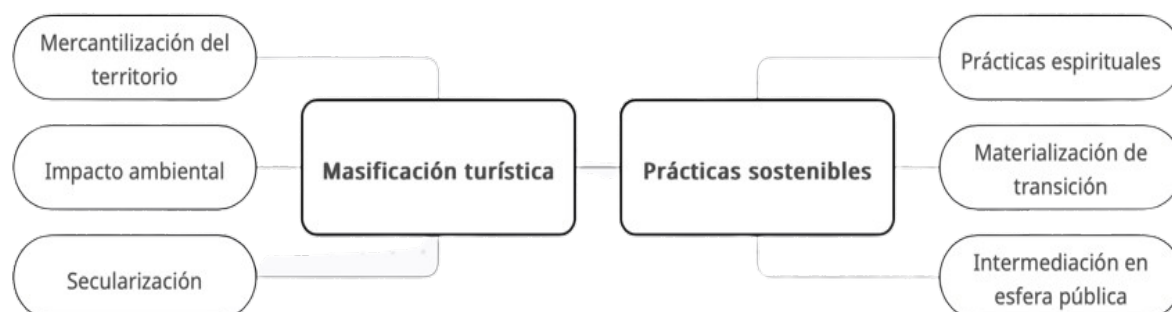 Mercantilización del
territorio
Impacto ambiental
Secularización
Masificación turística
Prácticas sostenibles
Prácticas espirituales
Materialización de
transición
Intermediación en
esfera pública